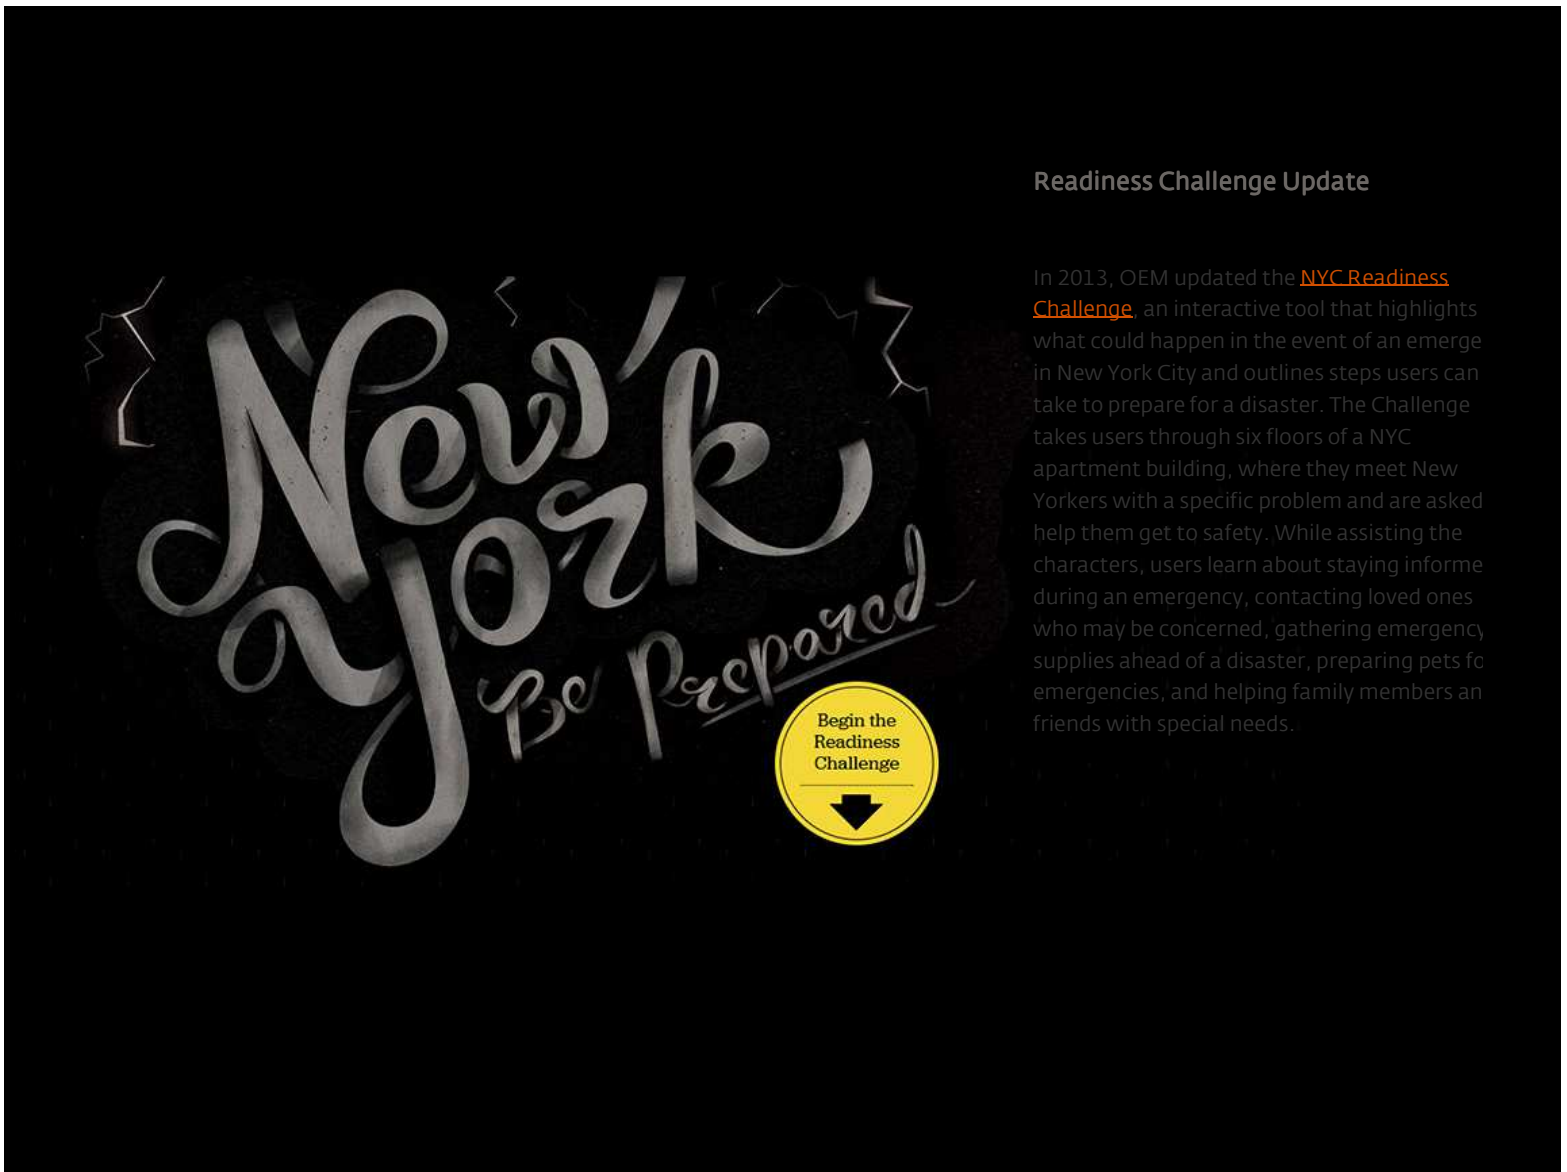 Readiness Challenge Update
In 2013, OEM updated the NYC Readiness
Challenge, an interactive tool that highlights
what could happen in the event of an emerge
in New York City and outlines steps users can
take to prepare for a disaster. The Challenge
takes users through six floors of a NYC
apartment building, where they meet New
Yorkers with a specific problem and are asked
help them get to safety. While assisting the
characters, users learn about staying informe
during an emergency, contacting loved ones
who may be concerned, gathering emergency
supplies ahead of a disaster, preparing pets fo
emergencies, and helping family members an
friends with special needs.
New
York
Be Prepared
Begin the
Readiness
Challenge